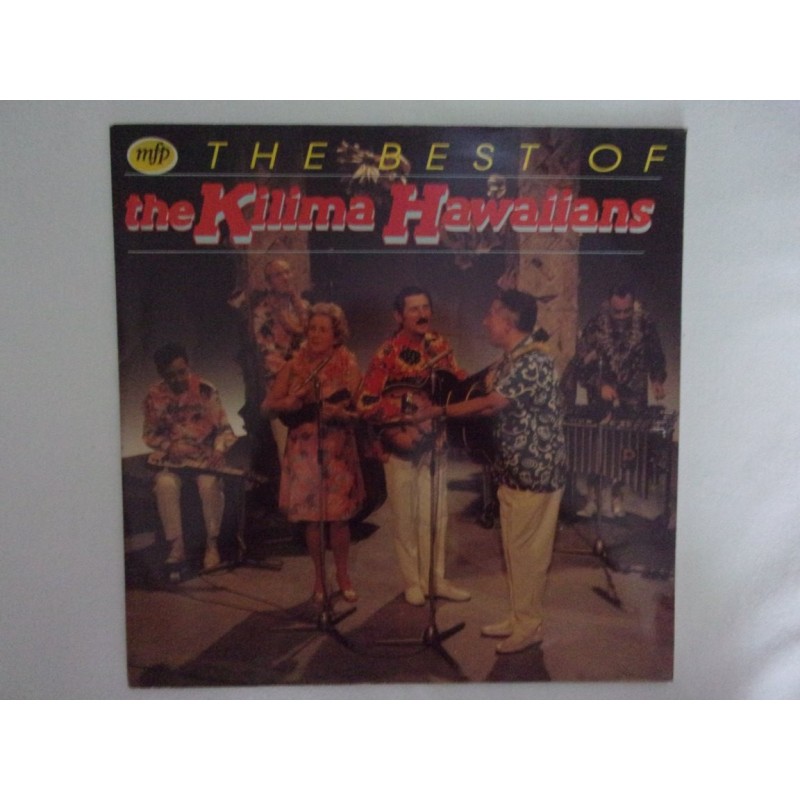 mfp THE BEST OF
the Kilima Hawaiians